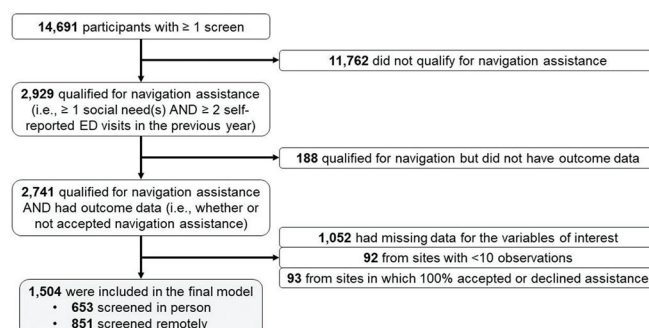 14,691 participants with ≥ 1 screen
11,762 did not qualify for navigation assistance
2,929 qualified for navigation assistance
(i.e., ≥ 1 social need(s) AND ≥ 2 self-
reported ED visits in the previous year)
188 qualified for navigation but did not have outcome data
2,741 qualified for navigation assistance
AND had outcome data (i.e., whether or
not accepted navigation assistance)
1,052 had missing data for the variables of interest
92 from sites with <10 observations
93 from sites in which 100% accepted or declined assistance
1,504 were included in the final model
• 653 screened in person
• 851 screened remotely